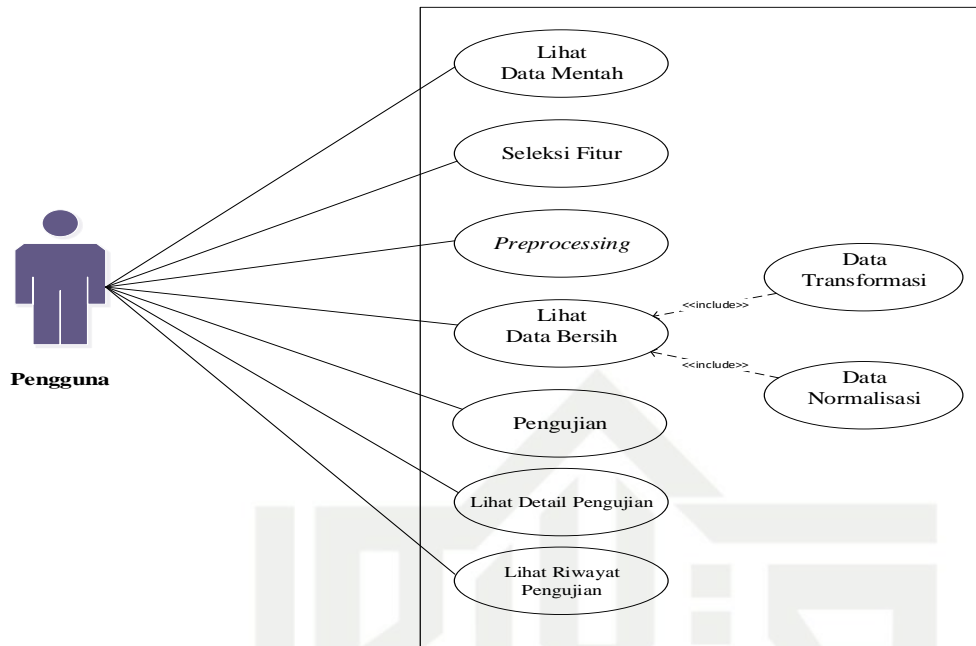 Lihat
Data Mentah
Seleksi Fitur
Preprocessing
Data
Transformasi
<<include>>
Lihat
Data Bersih
<<include>>
Data
Normalisasi
Pengguna
Pengujian
Lihat Detail Pengujian
Lihat Riwayat
Pengujian